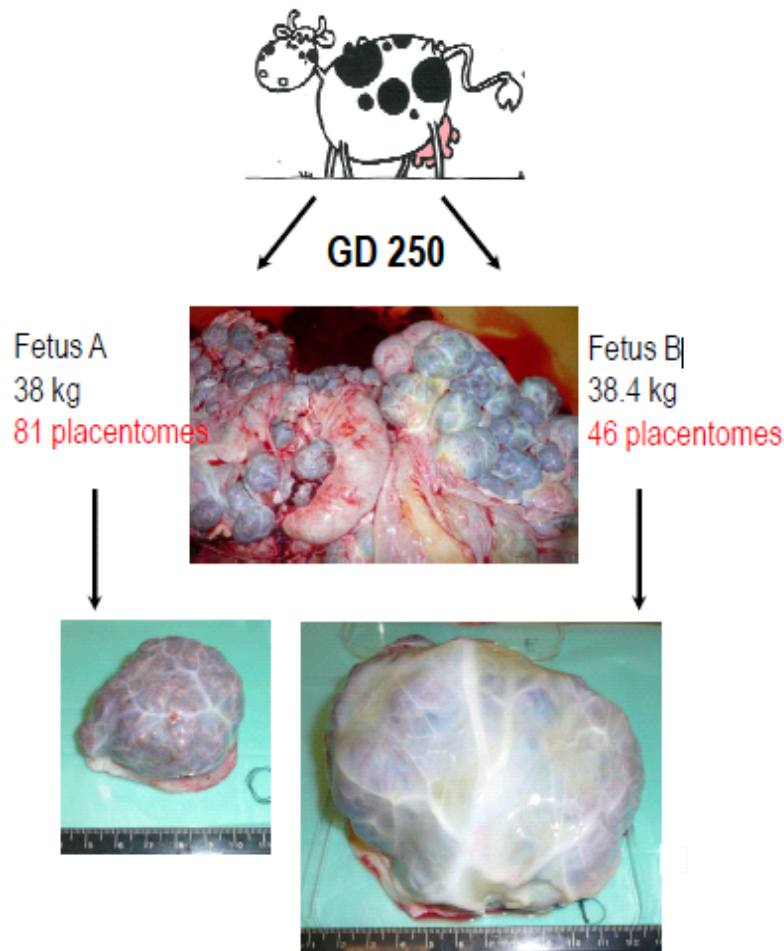 GD 250
Fetus A
38 kg
81 placentomes
Fetus B
38.4 kg
46 placentomes